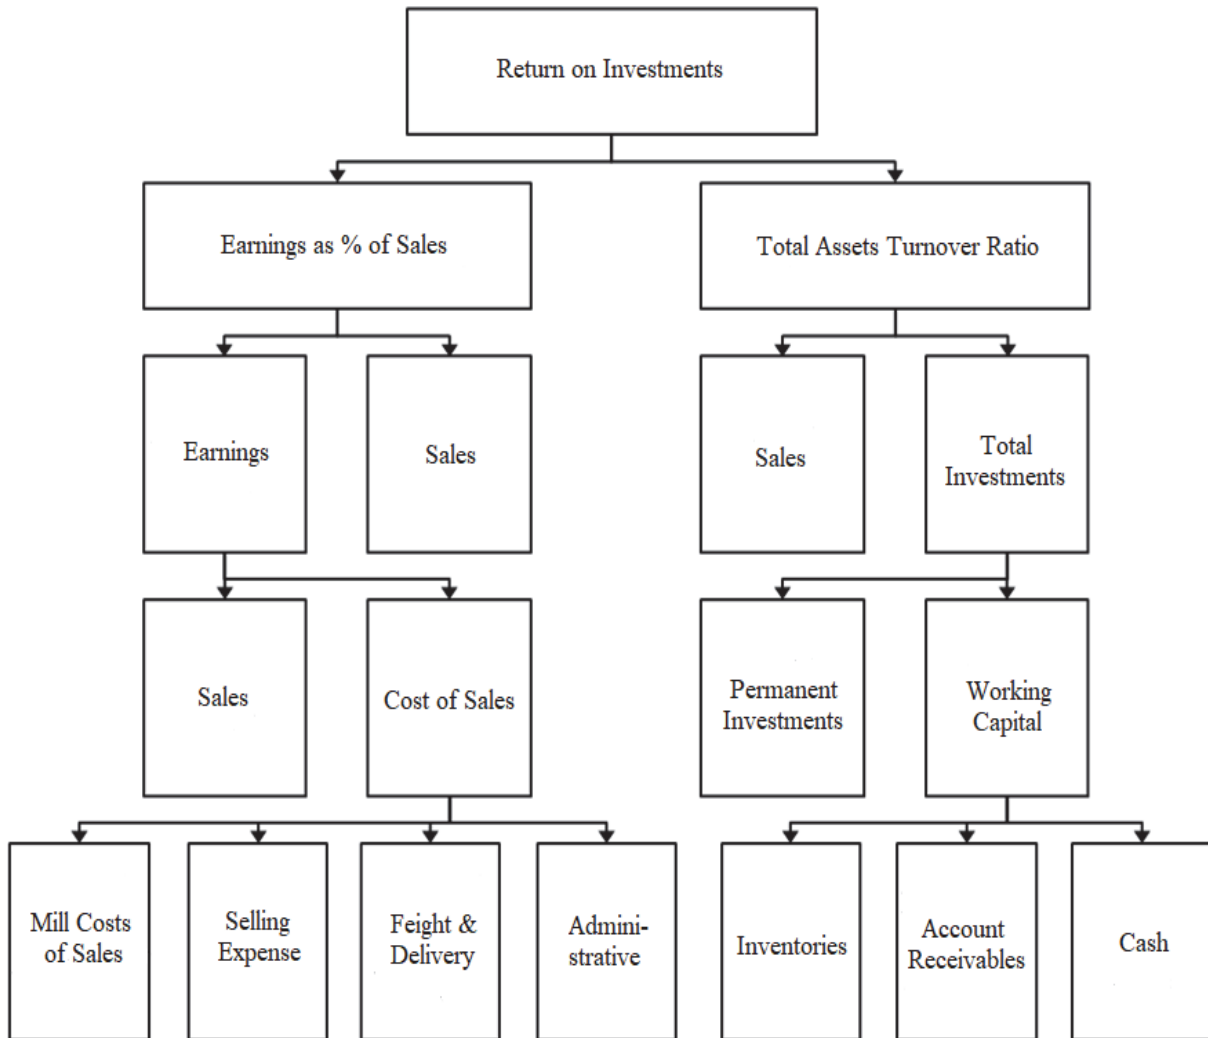 Return on Investments
Earnings as % of Sales
Total Assets Turnover Ratio
Earnings
Sales
Sales
Total
Investments
Sales
Cost of Sales
Permanent
Investments
Working
Capital
Mill Costs
of Sales
Selling
Expense
Feight &
Delivery
Admini-
strative
Inventories
Account
Receivables
Cash